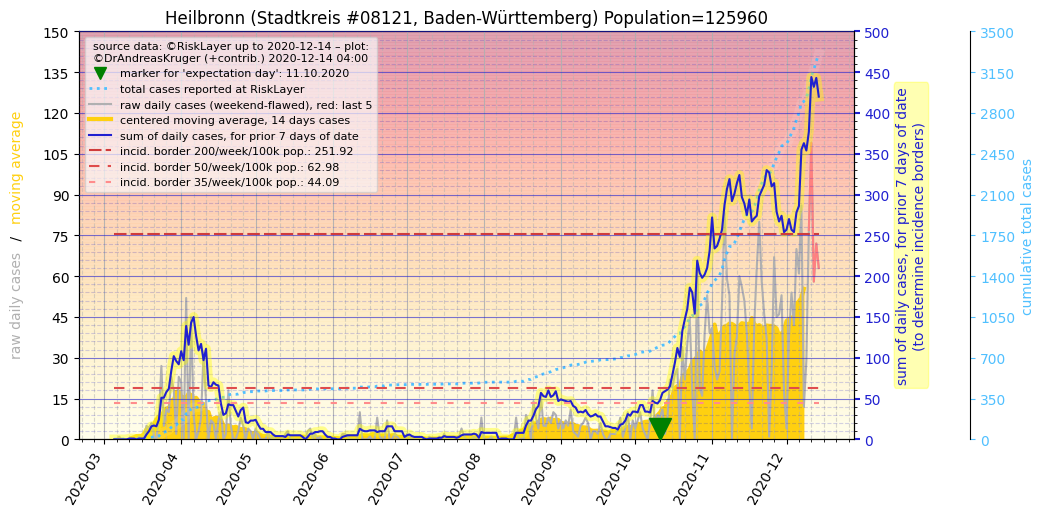 Heilbronn (Stadtkreis #08121, Baden-Württemberg) Population=125960
source data: ©RiskLayer up to 2020-12-14 – plot:
©DrAndreasKruger (+contrib.) 2020-12-14 04:00
marker for 'expectation day': 11.10.2020
total cases reported at RiskLayer
raw daily cases (weekend-flawed), red: last 5
centered moving average, 14 days cases
sum of daily cases, for prior 7 days of date
incid. border 200/week/100k pop.: 251.92
incid. border 50/week/100k pop.: 62.98
incid. border 35/week/100k pop.: 44.09
raw daily cases / moving average
150
135
120
105
90
75
60
45
30
15
0
2020-03
2020-04
2020-05
2020-06
2020-07
2020-08
2020-09
2020-10
2020-11
2020-12
500
450
400
350
300
250
200
150
100
50
0
sum of daily cases, for prior 7 days of date
(to determine incidence borders)
3500
3150
2800
2450
2100
1750
1400
1050
700
350
0
cumulative total cases